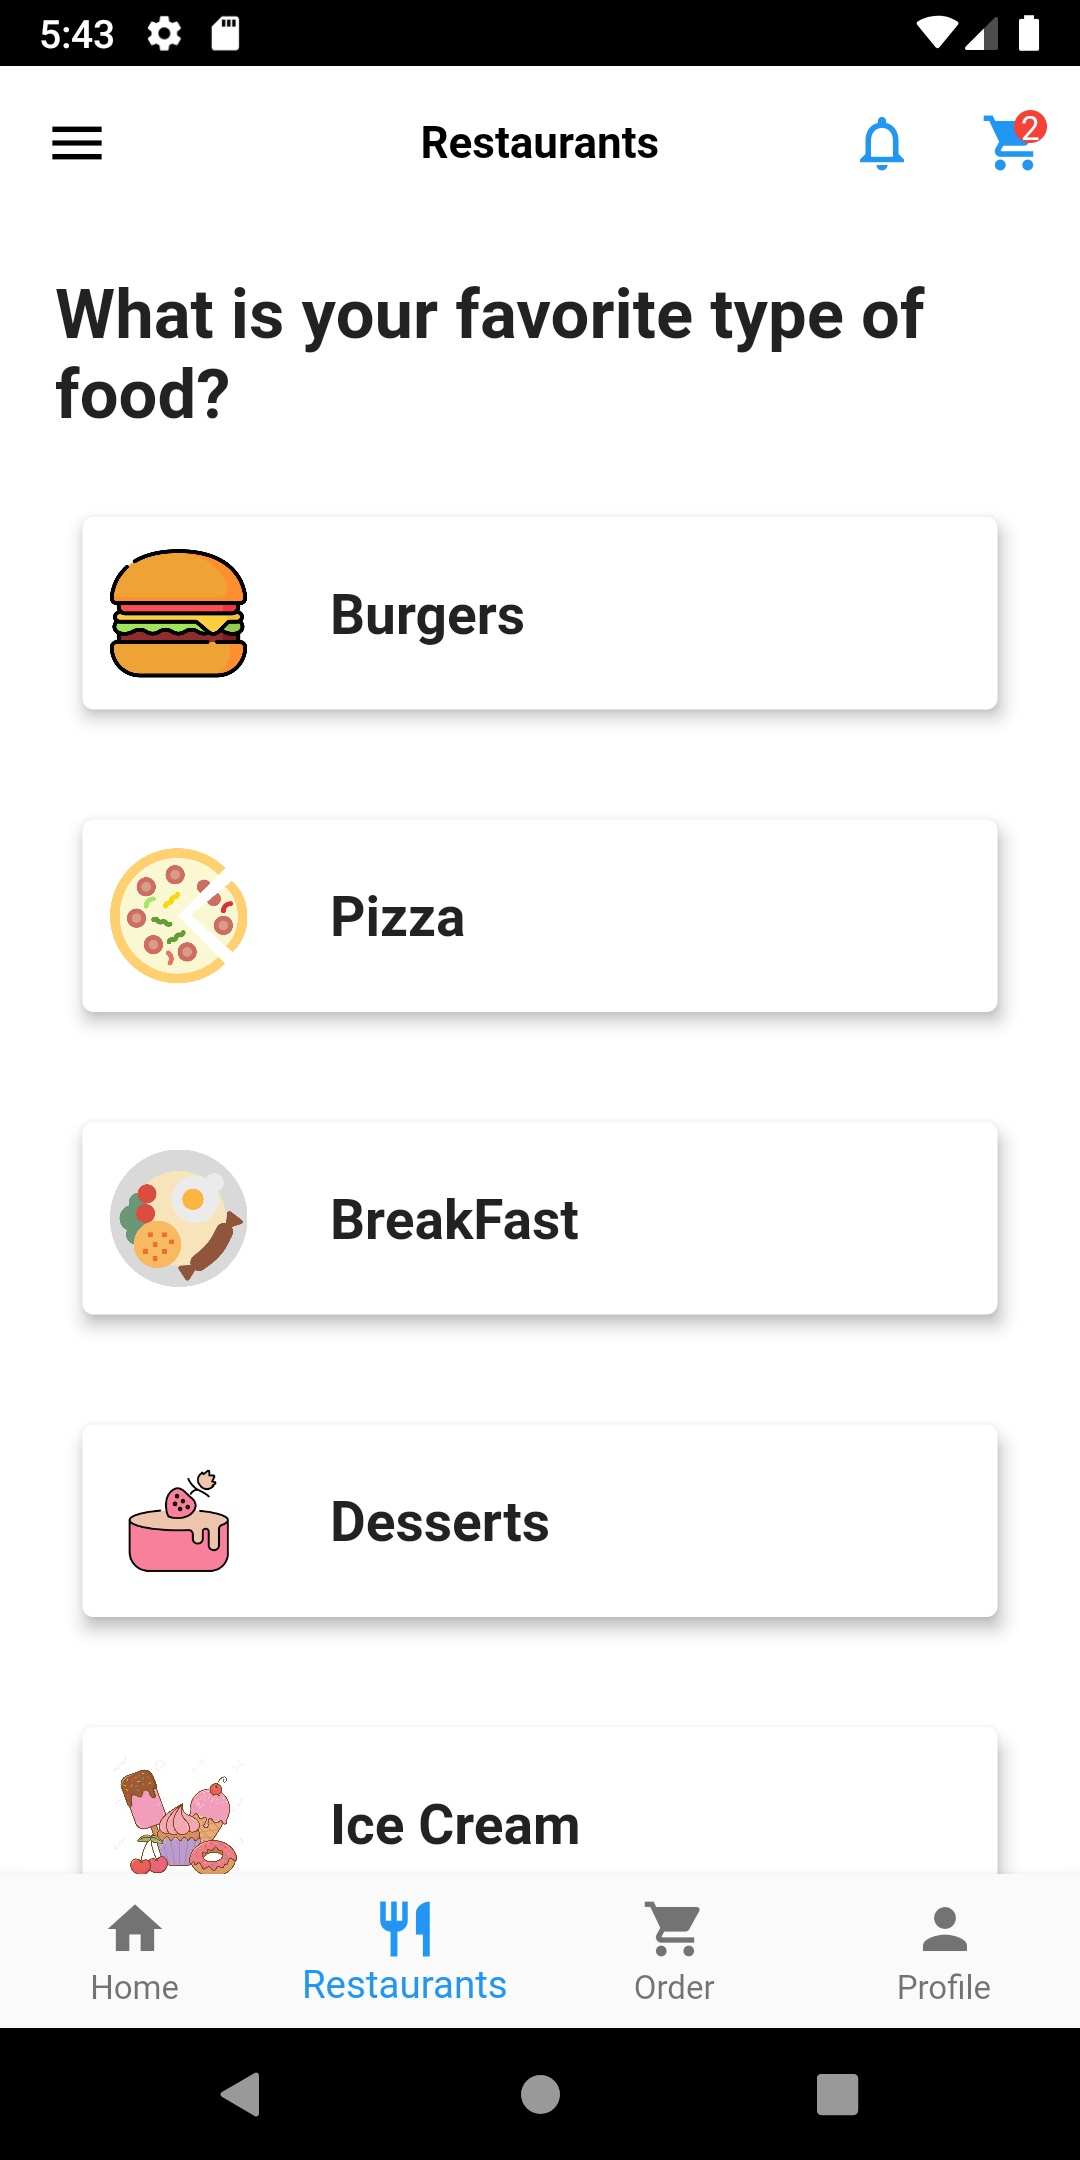 5:43
Restaurants
2
What is your favorite type of
food?
Burgers
Pizza
BreakFast
Desserts
Ice Cream
Home
Restaurants
Order
Profile